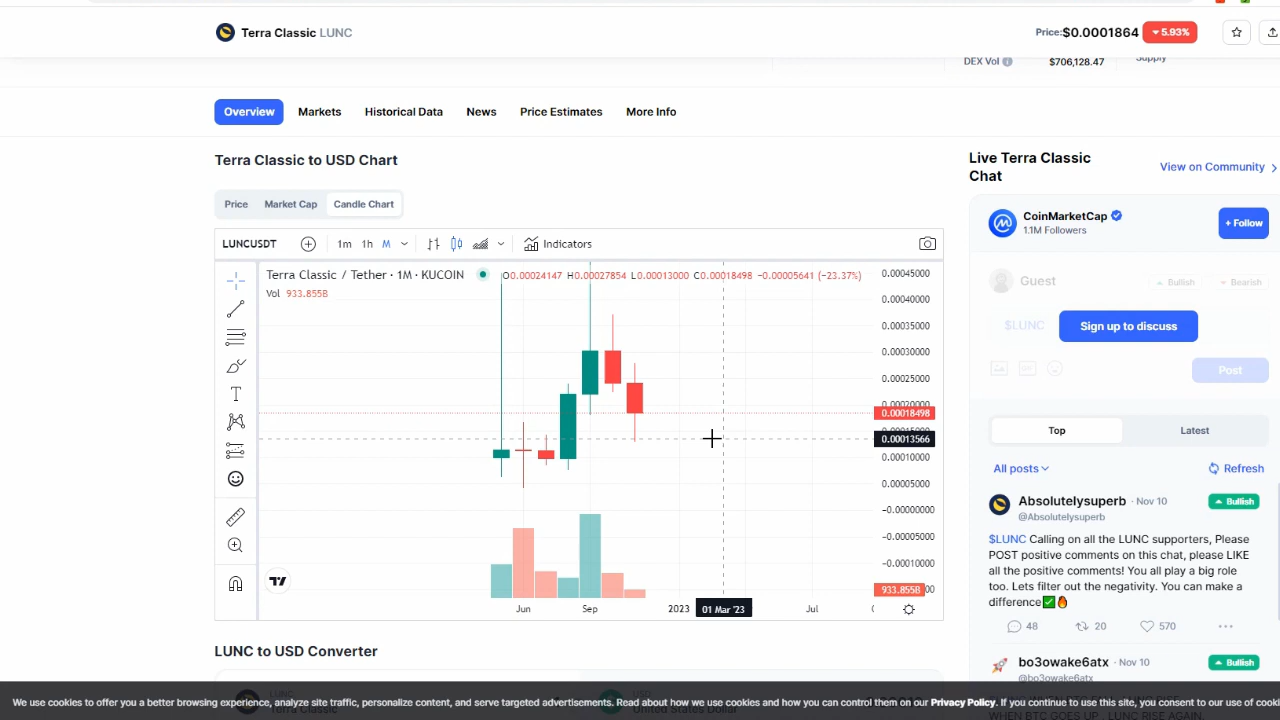 Terra Classic LUNC
Price: $0.0001864 5.93%
DEX Vol $706,128.47 Supply
Overview Markets Historical Data News Price Estimates More Info
Terra Classic to USD Chart
Price Market Cap Candle Chart
LUNCUSDT 1m 1h M Indicators
Terra Classic / Tether · 1M · KUCOIN O0.00024147 H0.00027854 L0.00013000 C0.00018498 −0.00005641 (−23.37%)
Vol 933.855B
0.00045000
0.00040000
0.00035000
0.00030000
0.00025000
0.00020000
0.00018498
0.00015000
0.00013566
0.00010000
0.00005000
−0.00000000
−0.00005000
−0.00010000
933.855B 00
Jun Sep 2023 01 Mar '23 Jul
LUNC to USD Converter
LUNC
Terra Classic
United States Dollar
Live Terra Classic
Chat
View on Community
CoinMarketCap
1.1M Followers
+ Follow
Guest
Bullish Bearish
$LUNC Sign up to discuss
Post
Top Latest
All posts Refresh
Absolutelysuperb · Nov 10 Bullish
@Absolutelysuperb
$LUNC Calling on all the LUNC supporters, Please
POST positive comments on this chat, please LIKE
all the positive comments! You all play a big role
too. Lets filter out the negativity. You can make a
difference✅🔥
48 20 570
bo3owake6atx · Nov 10 Bullish
@bo3owake6atx
We use cookies to offer you a better browsing experience, analyze site traffic, personalize content, and serve targeted advertisements. Read about how we use cookies and how you can control them on our Privacy Policy. If you continue to use this site, you consent to our use of cook